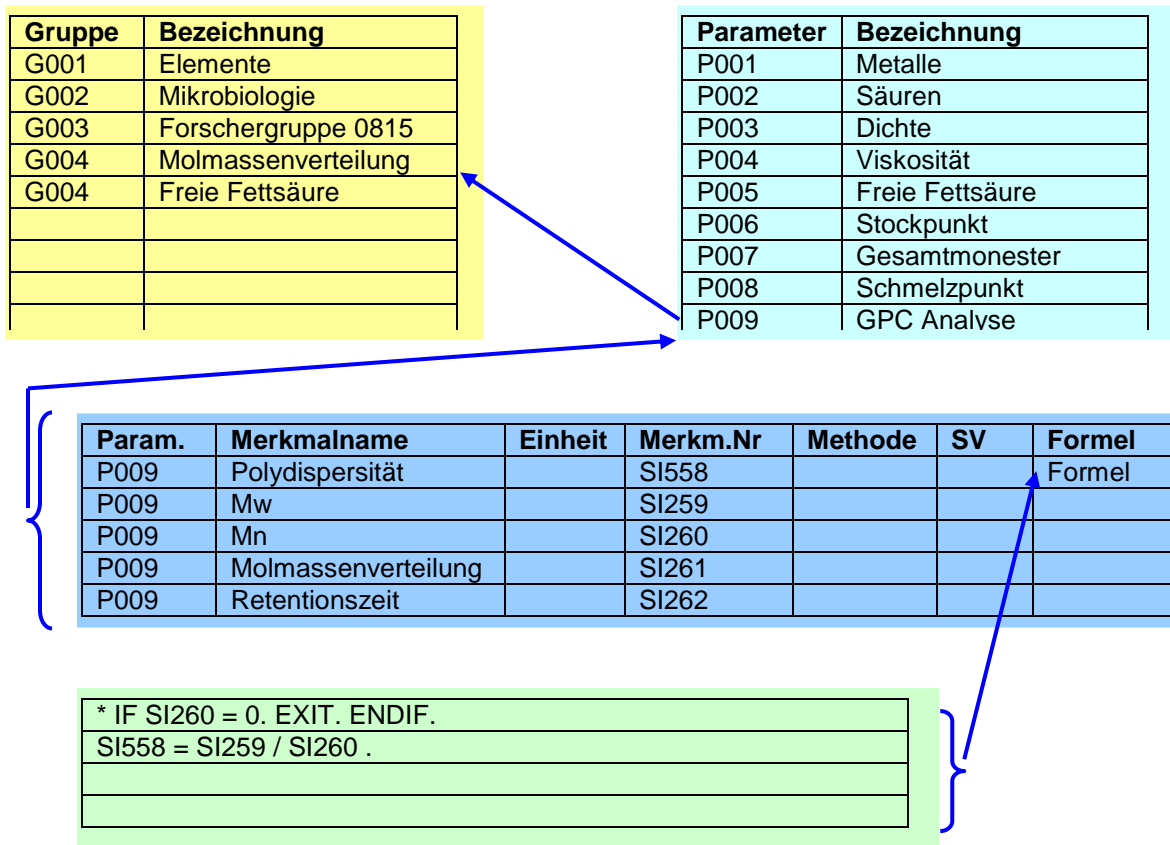 Gruppe Bezeichnung
G001 Elemente
G002 Mikrobiologie
G003 Forschergruppe 0815
G004 Molmassenverteilung
G004 Freie Fettsäure
Parameter Bezeichnung
P001 Metalle
P002 Säuren
P003 Dichte
P004 Viskosität
P005 Freie Fettsäure
P006 Stockpunkt
P007 Gesamtmonester
P008 Schmelzpunkt
P009 GPC Analyse
Param. Merkmalname Einheit Merkm.Nr Methode SV Formel
P009 Polydispersität SI558 Formel
P009 Mw SI259
P009 Mn SI260
P009 Molmassenverteilung SI261
P009 Retentionszeit SI262
* IF SI260 = 0. EXIT. ENDIF.
SI558 = SI259 / SI260 .